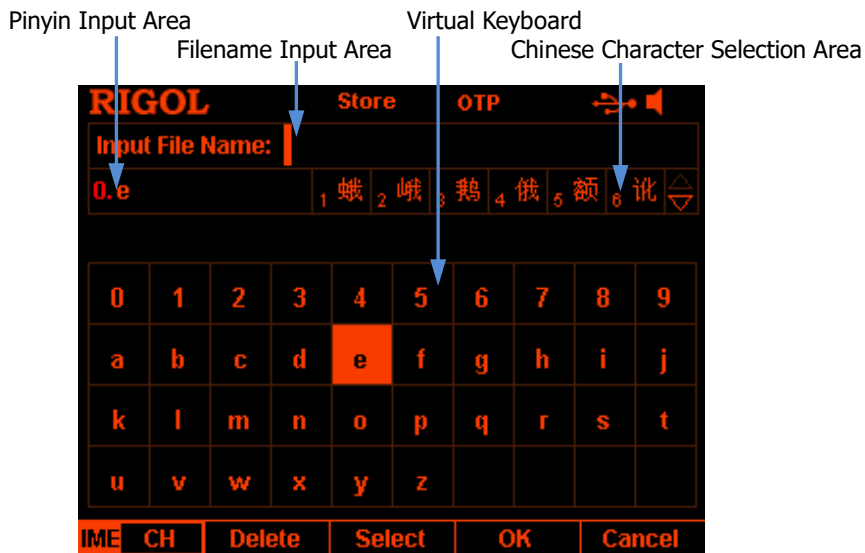 Pinyin Input Area
Virtual Keyboard
Filename Input Area
Chinese Character Selection Area
RIGOL Store OTP
Input File Name:
0.e 1 蛾 2 峨 3 鹅 4 俄 5 额 6 讹
0 1 2 3 4 5 6 7 8 9
a b c d e f g h i j
k l m n o p q r s t
u v w x y z
IME CH Delete Select OK Cancel